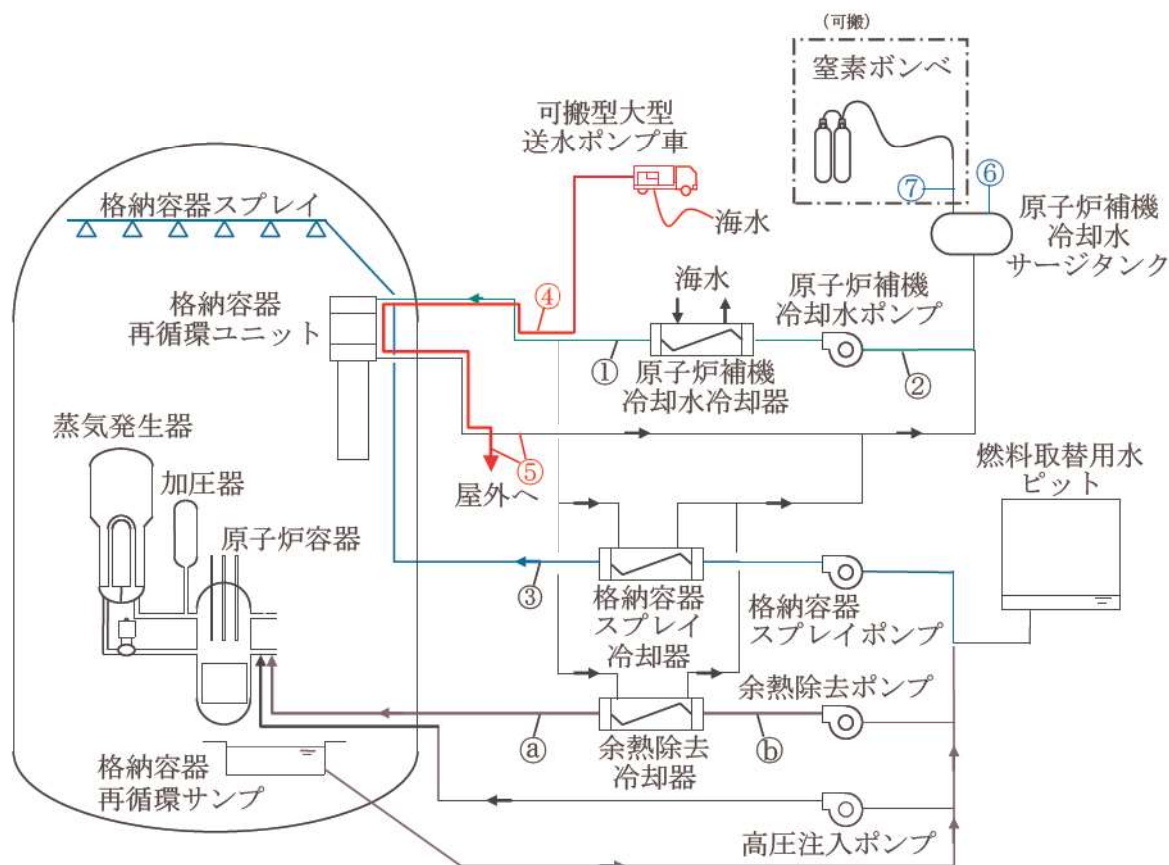 (可搬)
窒素ボンベ
可搬型大型
送水ポンプ車
⑦
⑥
格納容器スプレイ
海水
原子炉補機
冷却水
サージタンク
格納容器
再循環ユニット
④
海水
原子炉補機
冷却水ポンプ
①
原子炉補機
冷却水冷却器
②
蒸気発生器
加圧器
原子炉容器
⑤
屋外へ
燃料取替用水
ピット
③
格納容器
スプレイ
冷却器
格納容器
スプレイポンプ
余熱除去ポンプ
ⓐ
ⓑ
余熱除去
冷却器
格納容器
再循環サンプ
高圧注入ポンプ